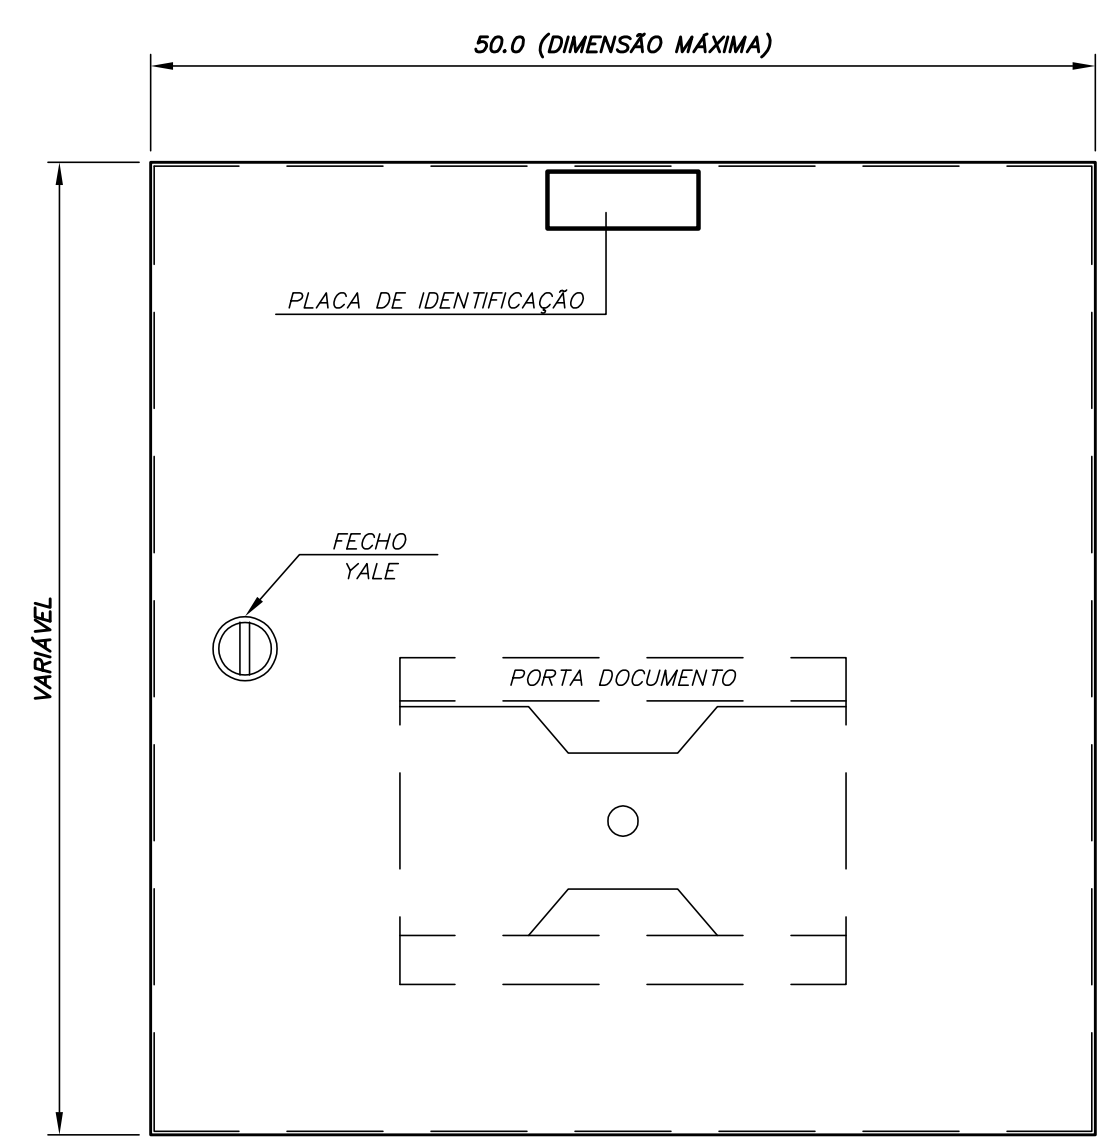 50.0 (DIMENSÃO MÁXIMA)
PLACA DE IDENTIFICAÇÃO
FECHO
YALE
VARIÁVEL
PORTA DOCUMENTO